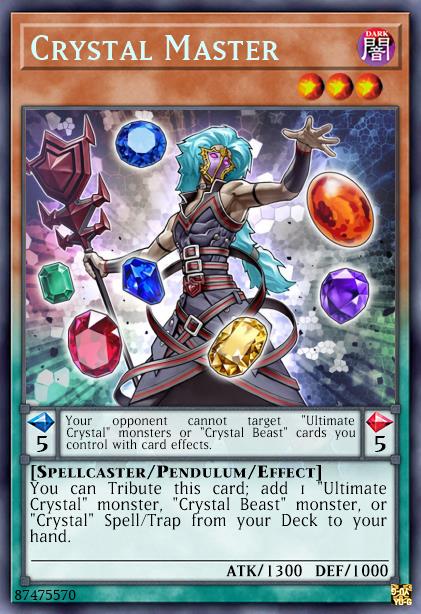 Crystal Master
DARK
闇
Your opponent cannot target "Ultimate
Crystal" monsters or "Crystal Beast" cards you
control with card effects.
5
5
[Spellcaster/Pendulum/Effect]
You can Tribute this card; add 1 "Ultimate
Crystal" monster, "Crystal Beast" monster, or
"Crystal" Spell/Trap from your Deck to your
hand.
ATK/1300 DEF/1000
87475570